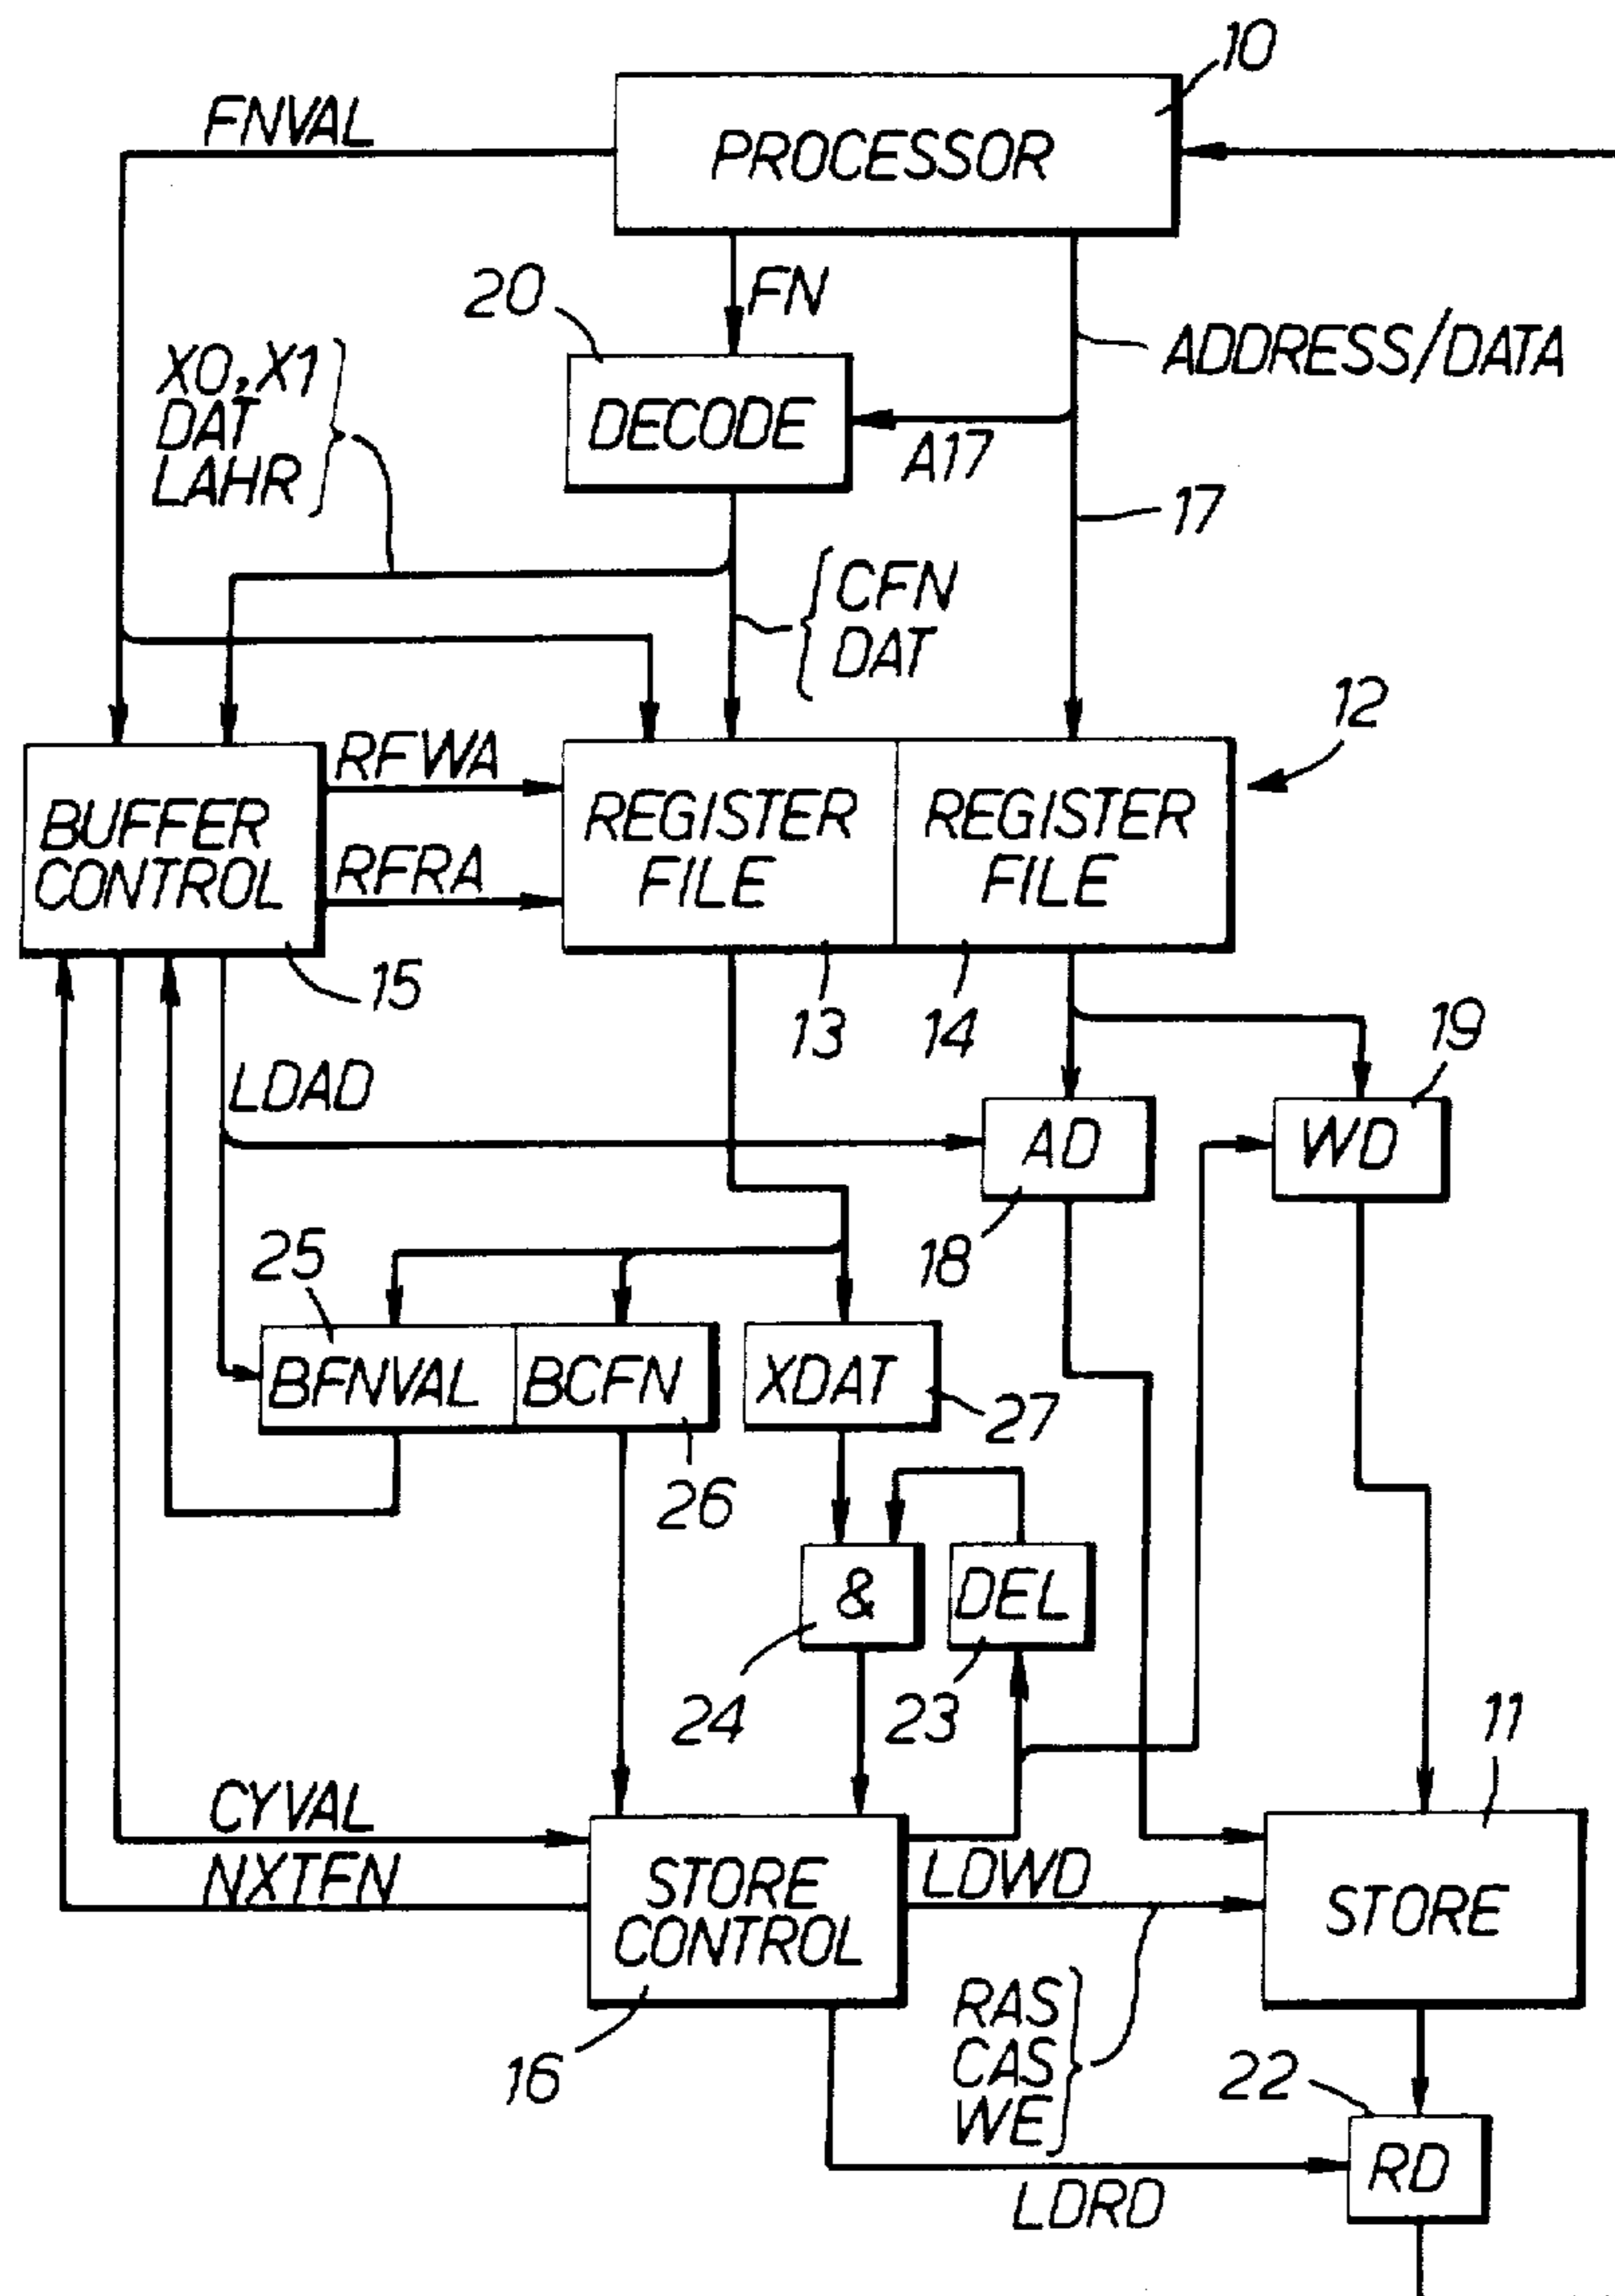 10
FNVAL
PROCESSOR
20
FN
ADDRESS/DATA
X0, X1
DAT
LAHR
DECODE
A17
17
CFN
DAT
12
RFWA
BUFFER
CONTROL
RFRA
REGISTER
FILE
REGISTER
FILE
15
13
14
19
LDAD
AD
WD
18
25
BFNVAL
BCFN
XDAT
27
26
&
DEL
24
23
11
CYVAL
NXTFN
STORE
CONTROL
LDWD
STORE
RAS
CAS
WE
16
22
RD
LDRD